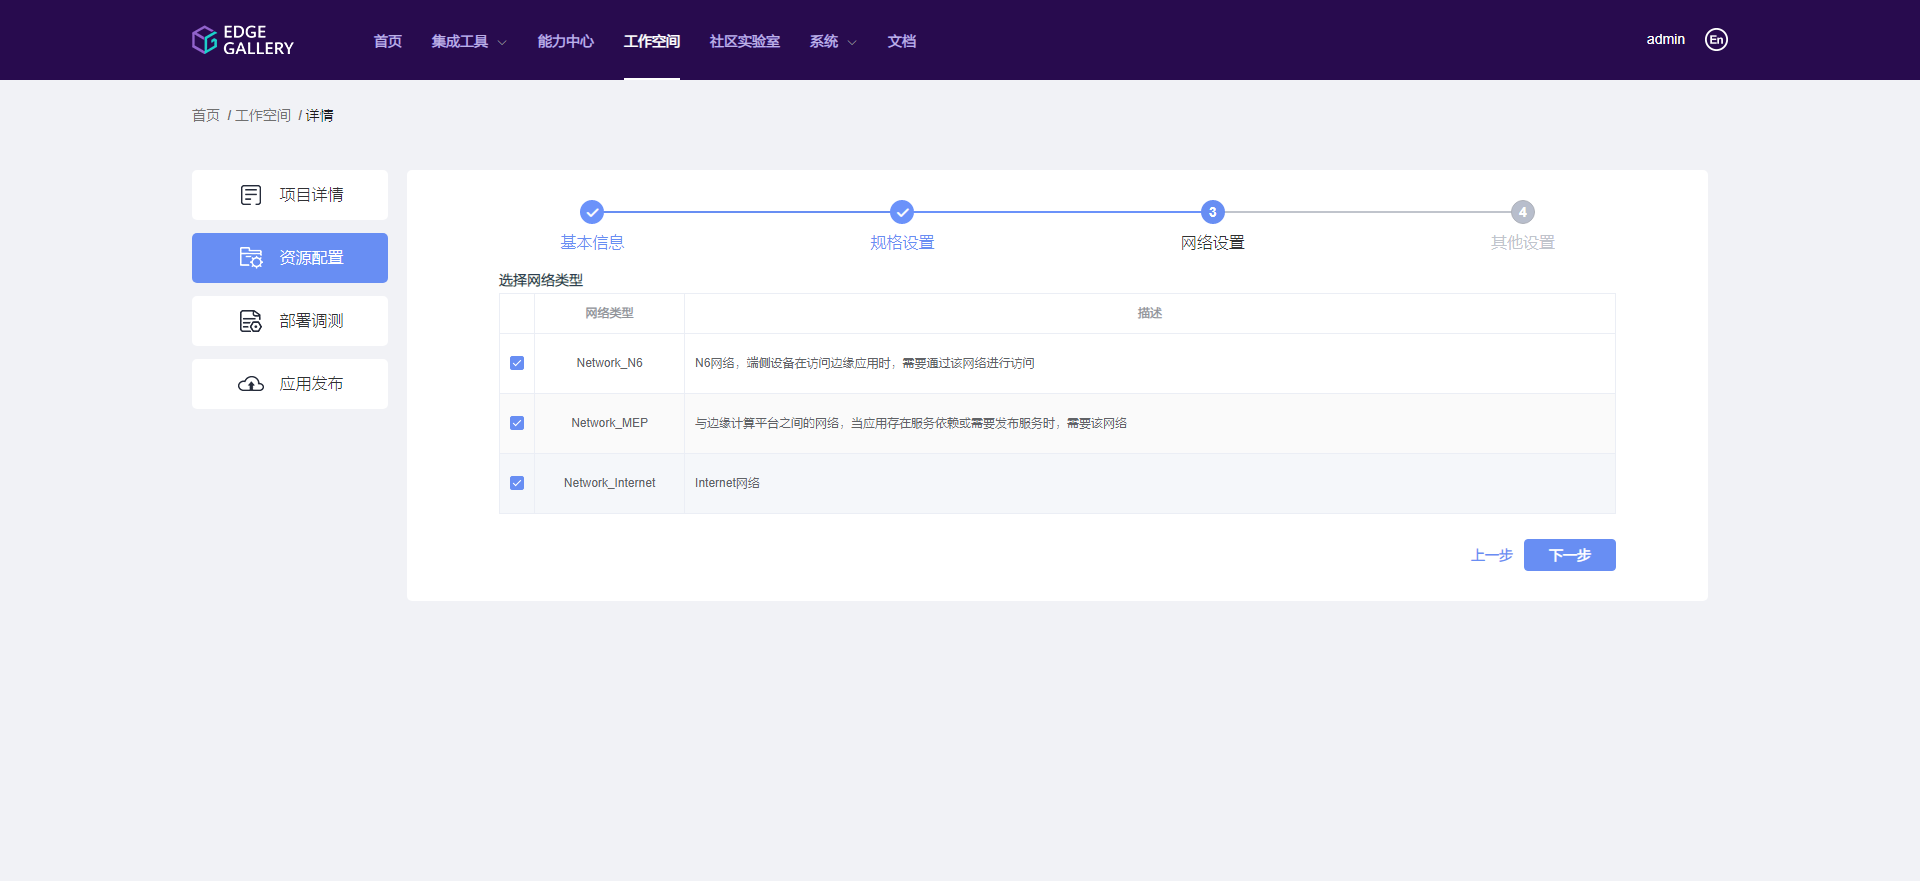 EDGE
GALLERY
首页 集成工具 能力中心 工作空间 社区实验室 系统 文档
admin En
首页 / 工作空间 / 详情
项目详情
资源配置
部署调测
应用发布
3 4
基本信息 规格设置 网络设置 其他设置
选择网络类型
网络类型 描述
Network_N6 N6网络，端侧设备在访问边缘应用时，需要通过该网络进行访问
Network_MEP 与边缘计算平台之间的网络，当应用存在服务依赖或需要发布服务时，需要该网络
Network_Internet Internet网络
上一步 下一步